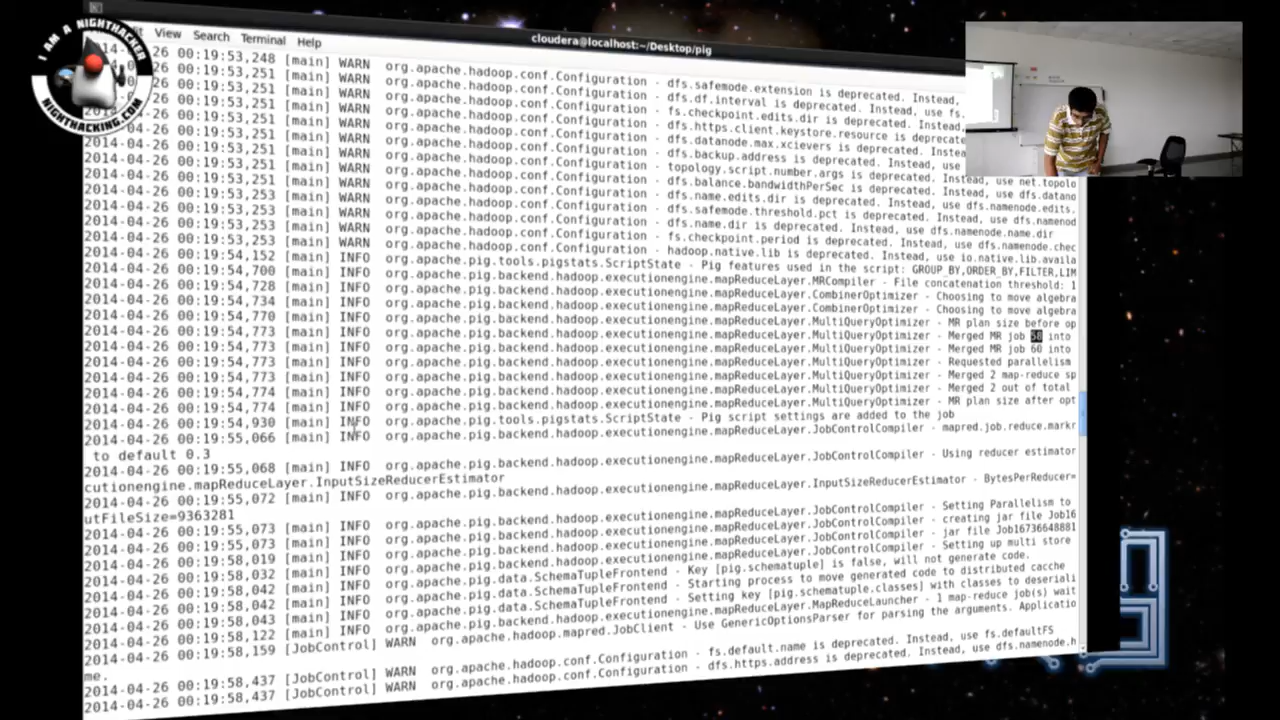 I AM A NIGHTHACKER
NIGHTHACKING.COM
View Search Terminal Help
cloudera@localhost:~/Desktop/pig
26 00:19:53,248 [main] WARN org.apache.hadoop.conf.Configuration - dfs.safemode.extension is deprecated. Instead,
26 00:19:53,251 [main] WARN org.apache.hadoop.conf.Configuration - dfs.df.interval is deprecated. Instead, use fs.
26 00:19:53,251 [main] WARN org.apache.hadoop.conf.Configuration - fs.checkpoint.edits.dir is deprecated. Instead,
26 00:19:53,251 [main] WARN org.apache.hadoop.conf.Configuration - dfs.https.client.keystore.resource is deprecate
26 00:19:53,251 [main] WARN org.apache.hadoop.conf.Configuration - dfs.datanode.max.xcievers is deprecated. Instea
26 00:19:53,251 [main] WARN org.apache.hadoop.conf.Configuration - dfs.backup.address is deprecated. Instead, use
2014-04-26 00:19:53,251 [main] WARN org.apache.hadoop.conf.Configuration - topology.script.number.args is deprecated. Instead, use net.topolo
2014-04-26 00:19:53,251 [main] WARN org.apache.hadoop.conf.Configuration - dfs.balance.bandwidthPerSec is deprecated. Instead, use dfs.datano
2014-04-26 00:19:53,251 [main] WARN org.apache.hadoop.conf.Configuration - dfs.name.edits.dir is deprecated. Instead, use dfs.namenode.edits.
2014-04-26 00:19:53,253 [main] WARN org.apache.hadoop.conf.Configuration - dfs.safemode.threshold.pct is deprecated. Instead, use dfs.namenod
2014-04-26 00:19:53,253 [main] WARN org.apache.hadoop.conf.Configuration - dfs.name.dir is deprecated. Instead, use dfs.namenode.name.dir
2014-04-26 00:19:53,253 [main] WARN org.apache.hadoop.conf.Configuration - fs.checkpoint.period is deprecated. Instead, use dfs.namenode.chec
2014-04-26 00:19:53,253 [main] WARN org.apache.hadoop.conf.Configuration - hadoop.native.lib is deprecated. Instead, use io.native.lib.availa
2014-04-26 00:19:54,152 [main] INFO org.apache.pig.tools.pigstats.ScriptState - Pig features used in the script: GROUP_BY,ORDER_BY,FILTER,LIM
2014-04-26 00:19:54,700 [main] INFO org.apache.pig.backend.hadoop.executionengine.mapReduceLayer.MRCompiler - File concatenation threshold: 1
2014-04-26 00:19:54,728 [main] INFO org.apache.pig.backend.hadoop.executionengine.mapReduceLayer.CombinerOptimizer - Choosing to move algebra
2014-04-26 00:19:54,734 [main] INFO org.apache.pig.backend.hadoop.executionengine.mapReduceLayer.CombinerOptimizer - Choosing to move algebra
2014-04-26 00:19:54,770 [main] INFO org.apache.pig.backend.hadoop.executionengine.mapReduceLayer.MultiQueryOptimizer - MR plan size before op
2014-04-26 00:19:54,773 [main] INFO org.apache.pig.backend.hadoop.executionengine.mapReduceLayer.MultiQueryOptimizer - Merged MR job 58 into
2014-04-26 00:19:54,773 [main] INFO org.apache.pig.backend.hadoop.executionengine.mapReduceLayer.MultiQueryOptimizer - Merged MR job 60 into
2014-04-26 00:19:54,773 [main] INFO org.apache.pig.backend.hadoop.executionengine.mapReduceLayer.MultiQueryOptimizer - Requested parallelism
2014-04-26 00:19:54,773 [main] INFO org.apache.pig.backend.hadoop.executionengine.mapReduceLayer.MultiQueryOptimizer - Merged 2 map-reduce sp
2014-04-26 00:19:54,774 [main] INFO org.apache.pig.backend.hadoop.executionengine.mapReduceLayer.MultiQueryOptimizer - Merged 2 out of total
2014-04-26 00:19:54,774 [main] INFO org.apache.pig.backend.hadoop.executionengine.mapReduceLayer.MultiQueryOptimizer - MR plan size after opt
2014-04-26 00:19:54,930 [main] INFO org.apache.pig.tools.pigstats.ScriptState - Pig script settings are added to the job
2014-04-26 00:19:55,066 [main] INFO org.apache.pig.backend.hadoop.executionengine.mapReduceLayer.JobControlCompiler - mapred.job.reduce.markr
to default 0.3
2014-04-26 00:19:55,068 [main] INFO org.apache.pig.backend.hadoop.executionengine.mapReduceLayer.JobControlCompiler - Using reducer estimator
cutionengine.mapReduceLayer.InputSizeReducerEstimator
2014-04-26 00:19:55,072 [main] INFO org.apache.pig.backend.hadoop.executionengine.mapReduceLayer.InputSizeReducerEstimator - BytesPerReducer=
utFileSize=9363281
2014-04-26 00:19:55,073 [main] INFO org.apache.pig.backend.hadoop.executionengine.mapReduceLayer.JobControlCompiler - Setting Parallelism to
2014-04-26 00:19:55,073 [main] INFO org.apache.pig.backend.hadoop.executionengine.mapReduceLayer.JobControlCompiler - creating jar file Job16
2014-04-26 00:19:58,019 [main] INFO org.apache.pig.backend.hadoop.executionengine.mapReduceLayer.JobControlCompiler - jar file Job16736648881
2014-04-26 00:19:58,032 [main] INFO org.apache.pig.backend.hadoop.executionengine.mapReduceLayer.JobControlCompiler - Setting up multi store
2014-04-26 00:19:58,042 [main] INFO org.apache.pig.data.SchemaTupleFrontend - Key [pig.schematuple] is false, will not generate code.
2014-04-26 00:19:58,042 [main] INFO org.apache.pig.data.SchemaTupleFrontend - Starting process to move generated code to distributed cacche
2014-04-26 00:19:58,043 [main] INFO org.apache.pig.data.SchemaTupleFrontend - Setting key [pig.schematuple.classes] with classes to deseriali
2014-04-26 00:19:58,122 [main] INFO org.apache.pig.backend.hadoop.executionengine.mapReduceLayer.MapReduceLauncher - 1 map-reduce job(s) wait
2014-04-26 00:19:58,159 [JobControl] WARN org.apache.hadoop.mapred.JobClient - Use GenericOptionsParser for parsing the arguments. Applicatio
me.
2014-04-26 00:19:58,437 [JobControl] WARN org.apache.hadoop.conf.Configuration - fs.default.name is deprecated. Instead, use fs.defaultFS
2014-04-26 00:19:58,437 [JobControl] WARN org.apache.hadoop.conf.Configuration - dfs.https.address is deprecated. Instead, use dfs.namenode.h